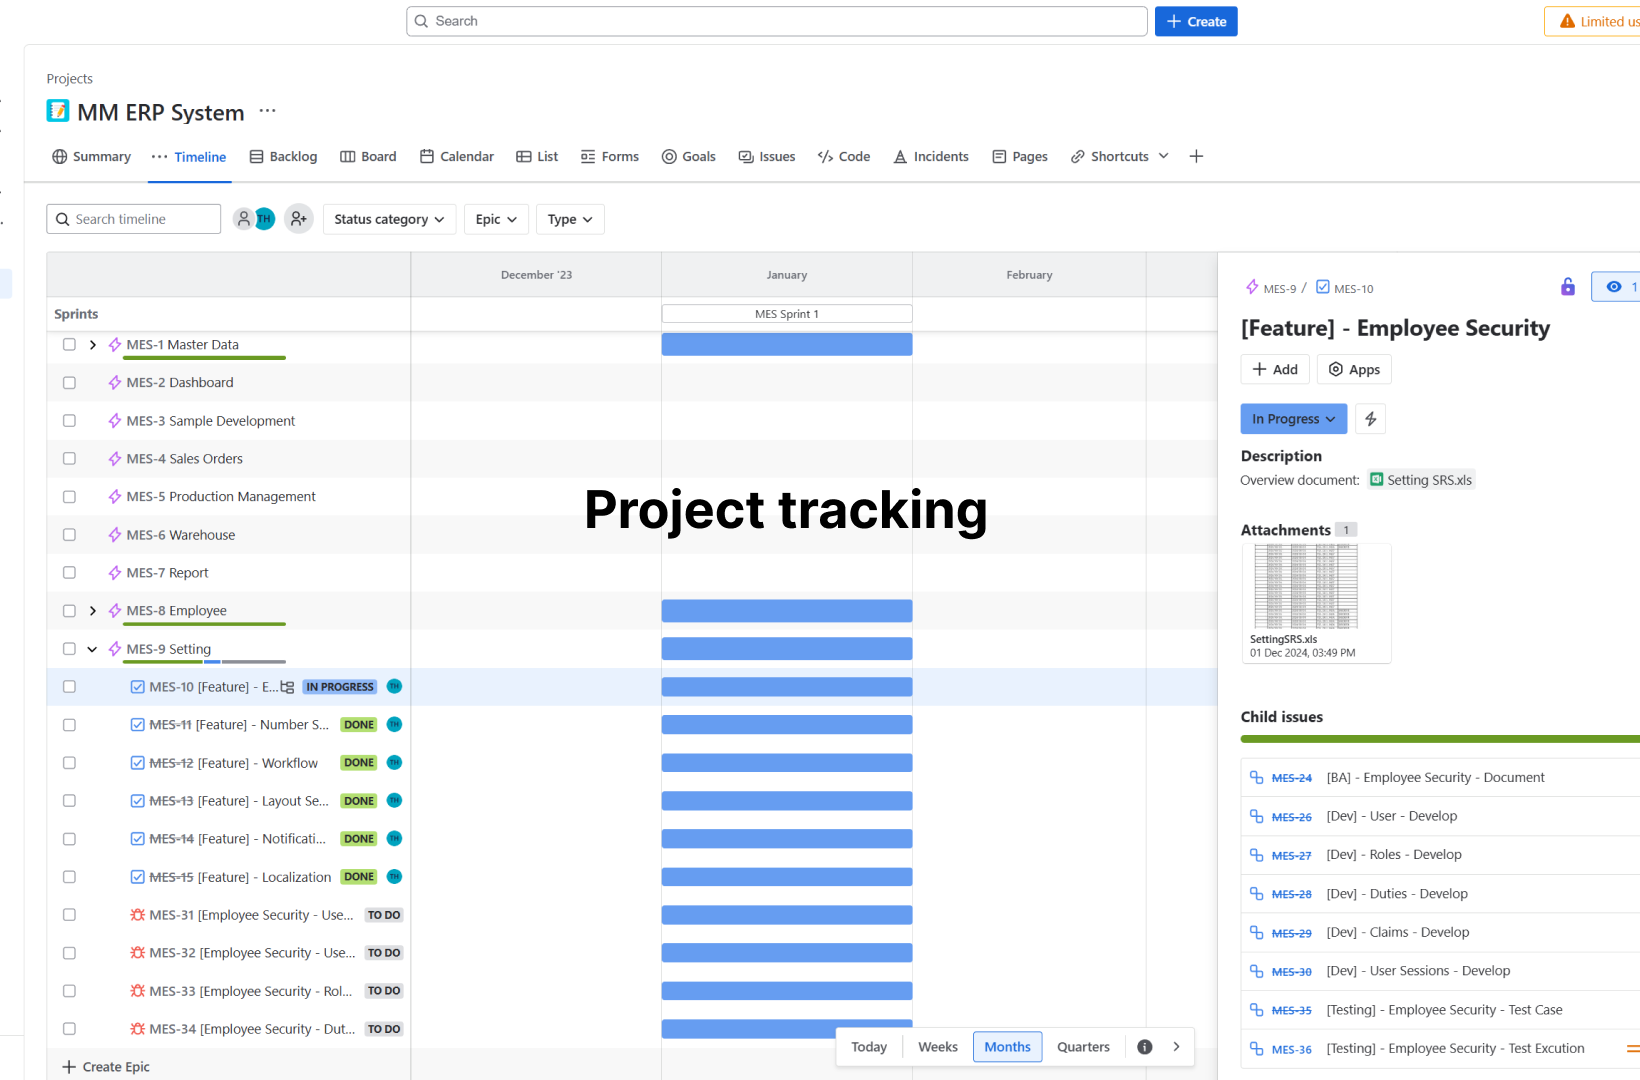 Search
Create
Limited us
Projects
MM ERP System
Summary
Timeline
Backlog
Board
Calendar
List
Forms
Goals
Issues
Code
Incidents
Pages
Shortcuts
Search timeline
TH
Status category
Epic
Type
December '23
January
February
Sprints
MES Sprint 1
MES-1 Master Data
MES-2 Dashboard
MES-3 Sample Development
MES-4 Sales Orders
MES-5 Production Management
MES-6 Warehouse
MES-7 Report
MES-8 Employee
MES-9 Setting
MES-10 [Feature] - E... IN PROGRESS TH
MES-11 [Feature] - Number S... DONE TH
MES-12 [Feature] - Workflow DONE TH
MES-13 [Feature] - Layout Se... DONE TH
MES-14 [Feature] - Notificati... DONE TH
MES-15 [Feature] - Localization DONE TH
MES-31 [Employee Security - Use... TO DO
MES-32 [Employee Security - Use... TO DO
MES-33 [Employee Security - Rol... TO DO
MES-34 [Employee Security - Dut... TO DO
Create Epic
Project tracking
Today
Weeks
Months
Quarters
MES-9 / MES-10
1
[Feature] - Employee Security
Add
Apps
In Progress
Description
Overview document: Setting SRS.xls
Attachments 1
SettingSRS.xls
01 Dec 2024, 03:49 PM
Child issues
MES-24 [BA] - Employee Security - Document
MES-26 [Dev] - User - Develop
MES-27 [Dev] - Roles - Develop
MES-28 [Dev] - Duties - Develop
MES-29 [Dev] - Claims - Develop
MES-30 [Dev] - User Sessions - Develop
MES-35 [Testing] - Employee Security - Test Case
MES-36 [Testing] - Employee Security - Test Excution